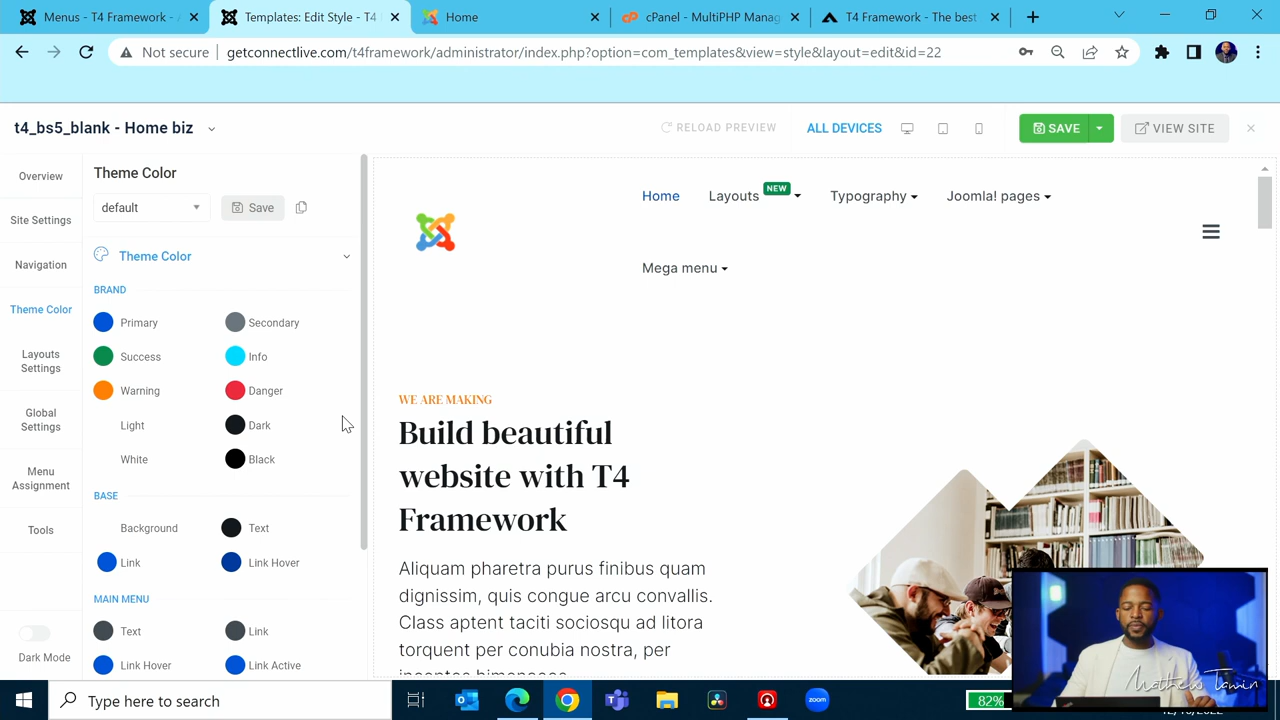 Menus - T4 Framework -
Templates: Edit Style - T4
Home
cPanel - MultiPHP Manag
T4 Framework - The best
Not secure
getconnectlive.com/t4framework/administrator/index.php?option=com_templates&view=style&layout=edit&id=22
t4_bs5_blank - Home biz
RELOAD PREVIEW
ALL DEVICES
SAVE
VIEW SITE
Overview
Site Settings
Navigation
Theme Color
Layouts
Settings
Global
Settings
Menu
Assignment
Tools
Dark Mode
Theme Color
default
Save
Theme Color
BRAND
Primary
Secondary
Success
Info
Warning
Danger
Light
Dark
White
Black
BASE
Background
Text
Link
Link Hover
MAIN MENU
Text
Link
Link Hover
Link Active
Home
Layouts
NEW
Typography
Joomla! pages
Mega menu
WE ARE MAKING
Build beautiful
website with T4
Framework
Aliquam pharetra purus finibus quam
dignissim, quis congue arcu convallis.
Class aptent taciti sociosqu ad litora
torquent per conubia nostra, per
Mathew Tamin
Type here to search
zoom
82%